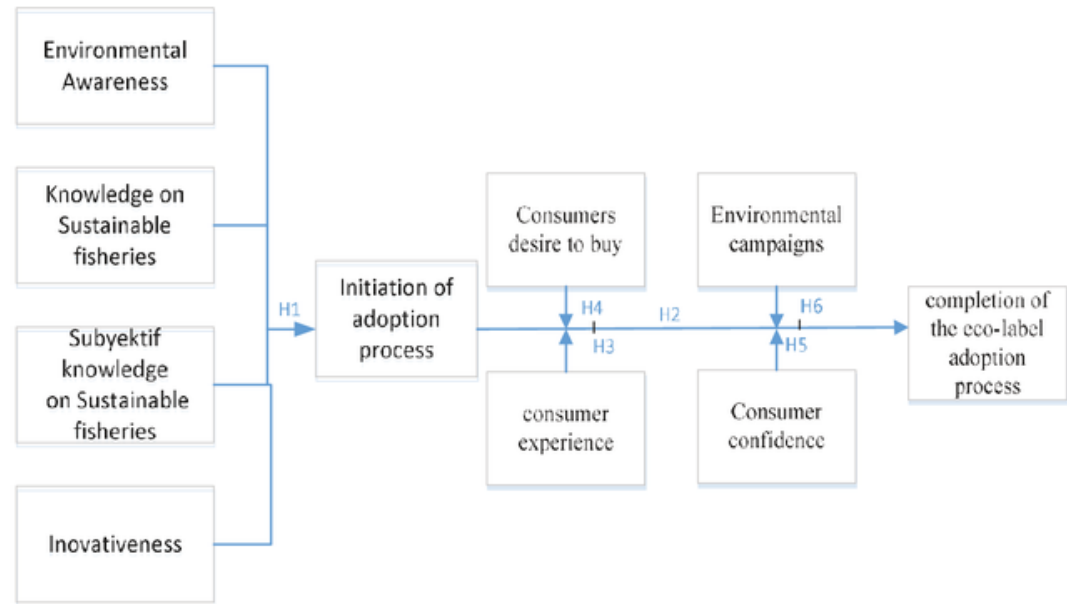 Environmental
Awareness
Knowledge on
Sustainable
fisheries
Subyektif
knowledge
on Sustainable
fisheries
Inovativeness
H1
Initiation of
adoption
process
Consumers
desire to buy
H4
H3
consumer
experience
H2
Environmental
campaigns
H6
H5
Consumer
confidence
completion of
the eco-label
adoption
process